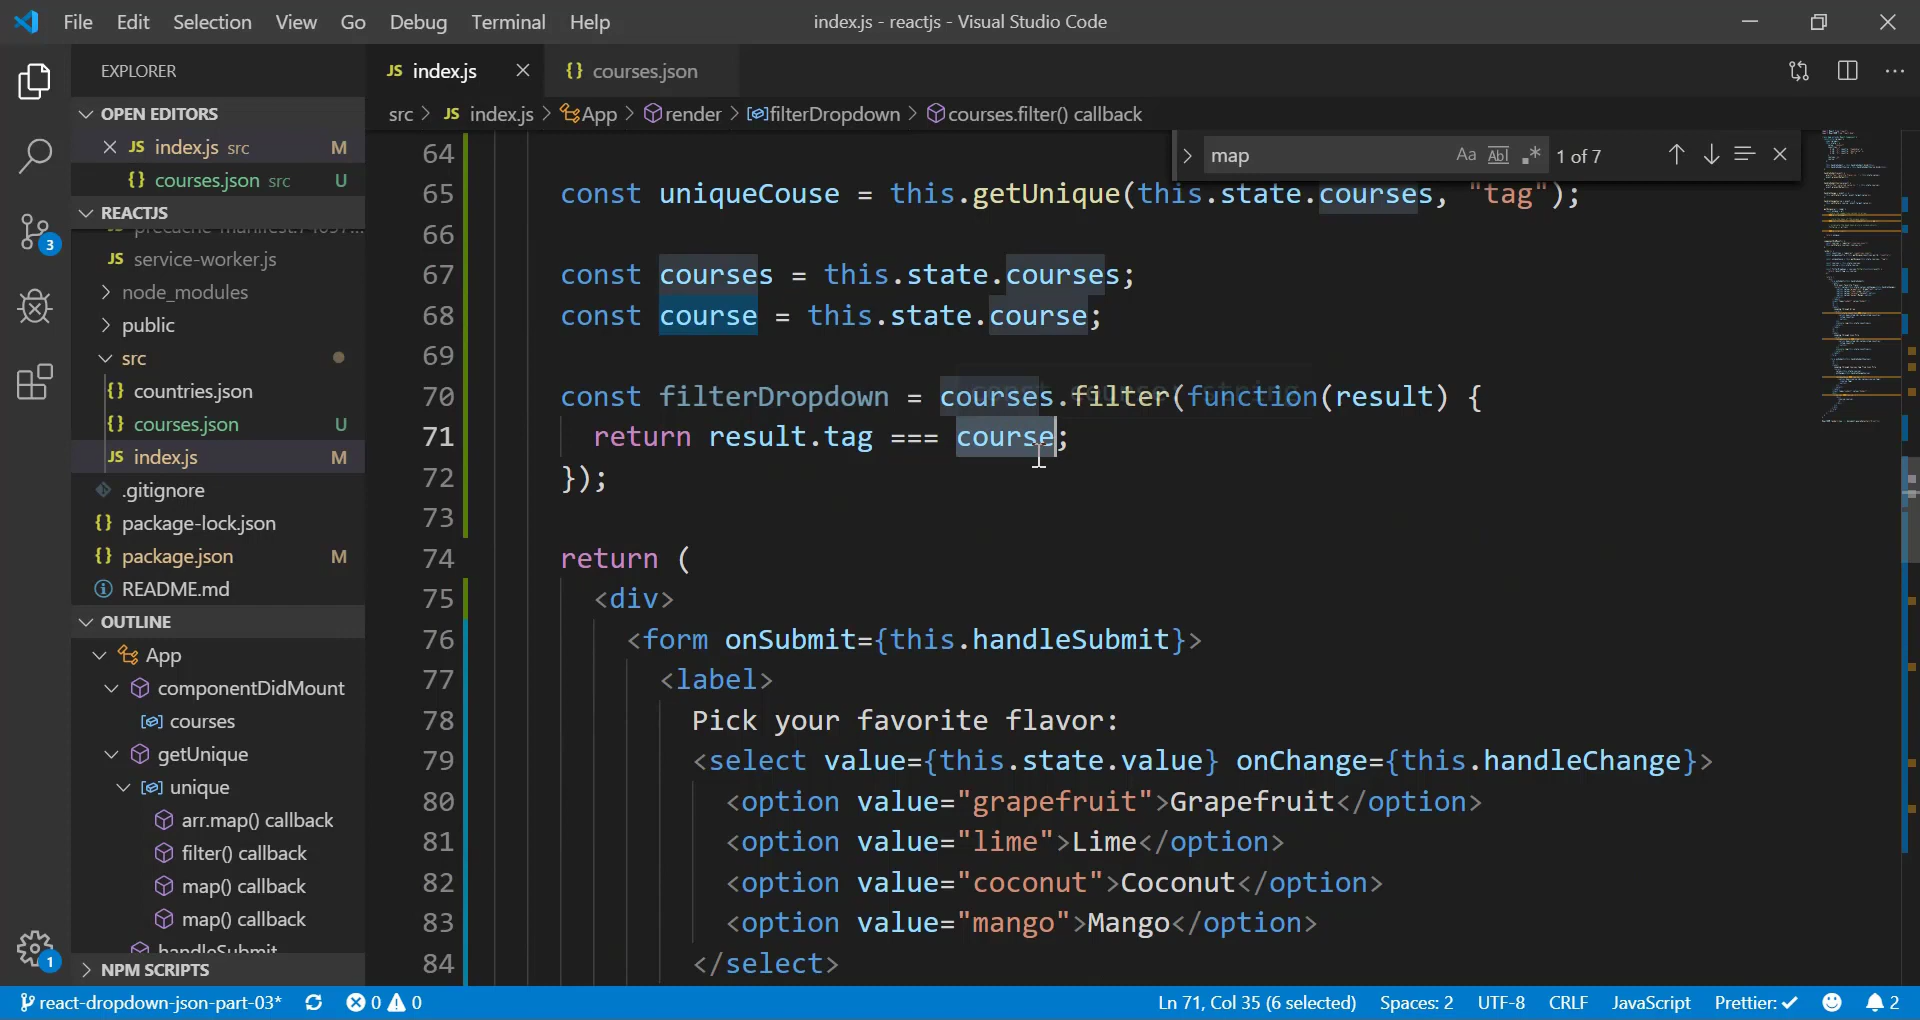 File Edit Selection View Go Debug Terminal Help
index.js - reactjs - Visual Studio Code
EXPLORER
OPEN EDITORS
JS index.js src M
{} courses.json src U
REACTJS
JS service-worker.js
node_modules
public
src
{} countries.json
{} courses.json U
JS index.js M
.gitignore
{} package-lock.json
{} package.json M
README.md
OUTLINE
App
componentDidMount
courses
getUnique
unique
arr.map() callback
filter() callback
map() callback
map() callback
handleSubmit
NPM SCRIPTS
3
1
JS index.js
{} courses.json
src > JS index.js > App > render > filterDropdown > courses.filter() callback
map
Aa Abl .* 1 of 7
64
65 const uniqueCouse = this.getUnique(this.state.courses, "tag");
66
67 const courses = this.state.courses;
68 const course = this.state.course;
69
70 const filterDropdown = courses.filter(function(result) {
71 return result.tag === course;
72 });
73
74 return (
75 <div>
76 <form onSubmit={this.handleSubmit}>
77 <label>
78 Pick your favorite flavor:
79 <select value={this.state.value} onChange={this.handleChange}>
80 <option value="grapefruit">Grapefruit</option>
81 <option value="lime">Lime</option>
82 <option value="coconut">Coconut</option>
83 <option value="mango">Mango</option>
84 </select>
react-dropdown-json-part-03* 0 0
Ln 71, Col 35 (6 selected) Spaces: 2 UTF-8 CRLF JavaScript Prettier: ✓ 2